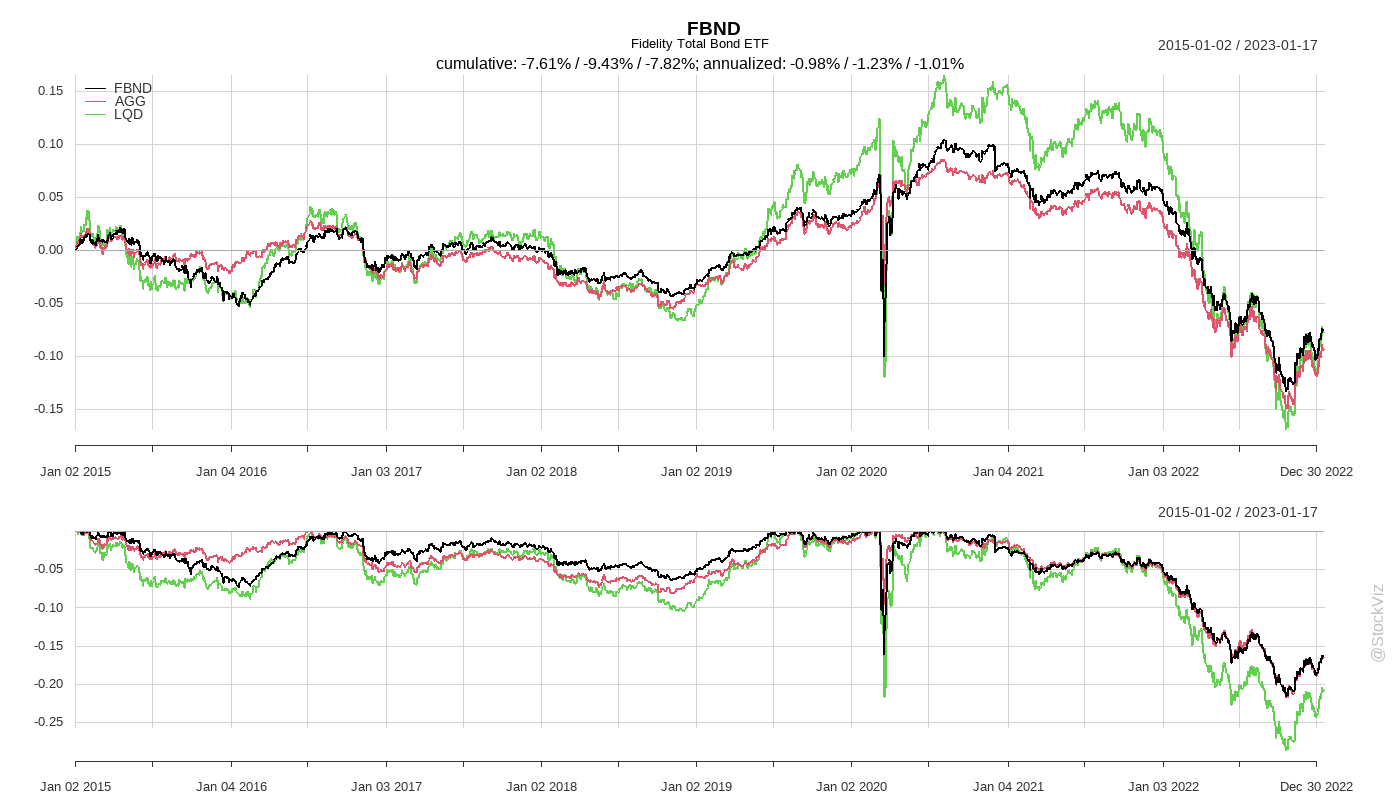 FBND
Fidelity Total Bond ETF
2015-01-02 / 2023-01-17
cumulative: -7.61% / -9.43% / -7.82%; annualized: -0.98% / -1.23% / -1.01%
FBND
AGG
LQD
0.15
0.10
0.05
0.00
-0.05
-0.10
-0.15
Jan 02 2015 Jan 04 2016 Jan 03 2017 Jan 02 2018 Jan 02 2019 Jan 02 2020 Jan 04 2021 Jan 03 2022 Dec 30 2022
2015-01-02 / 2023-01-17
-0.05
-0.10
-0.15
-0.20
-0.25
Jan 02 2015 Jan 04 2016 Jan 03 2017 Jan 02 2018 Jan 02 2019 Jan 02 2020 Jan 04 2021 Jan 03 2022 Dec 30 2022
@StockViz